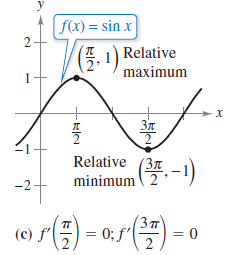 y
f(x) = sin x
2
(π/2, 1) Relative
maximum
1
x
π/2
3π/2
−1
Relative (3π/2, −1)
minimum
−2
(c) f′(π/2) = 0; f′(3π/2) = 0